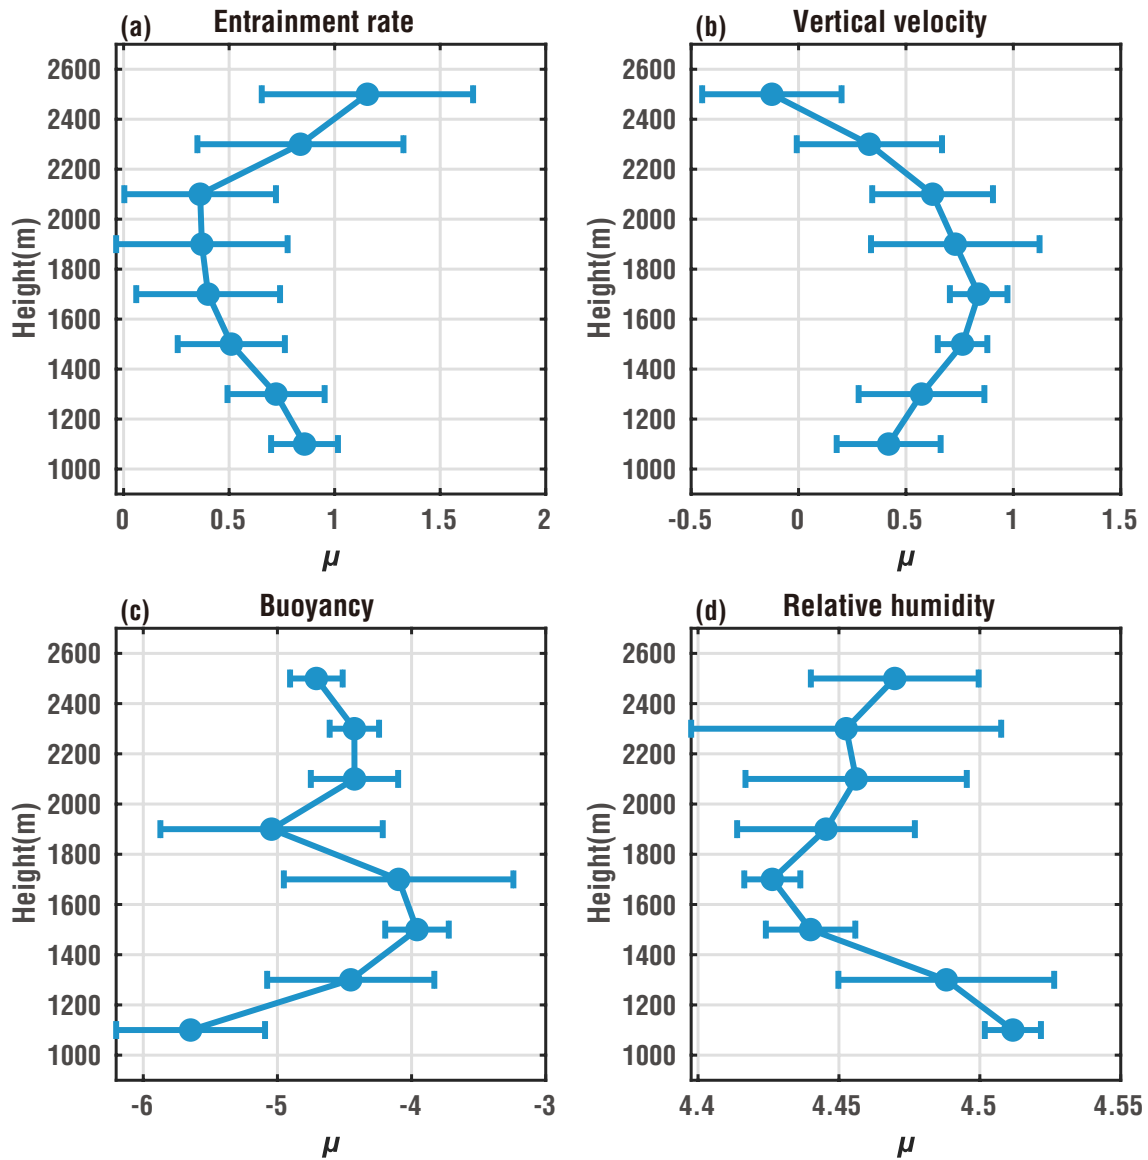 (a) Entrainment rate
2600
2400
2200
2000
1800
1600
1400
1200
1000
Height(m)
0 0.5 1 1.5 2
μ
(b) Vertical velocity
2600
2400
2200
2000
1800
1600
1400
1200
1000
Height(m)
-0.5 0 0.5 1 1.5
μ
(c) Buoyancy
2600
2400
2200
2000
1800
1600
1400
1200
1000
Height(m)
-6 -5 -4 -3
μ
(d) Relative humidity
2600
2400
2200
2000
1800
1600
1400
1200
1000
Height(m)
4.4 4.45 4.5 4.55
μ